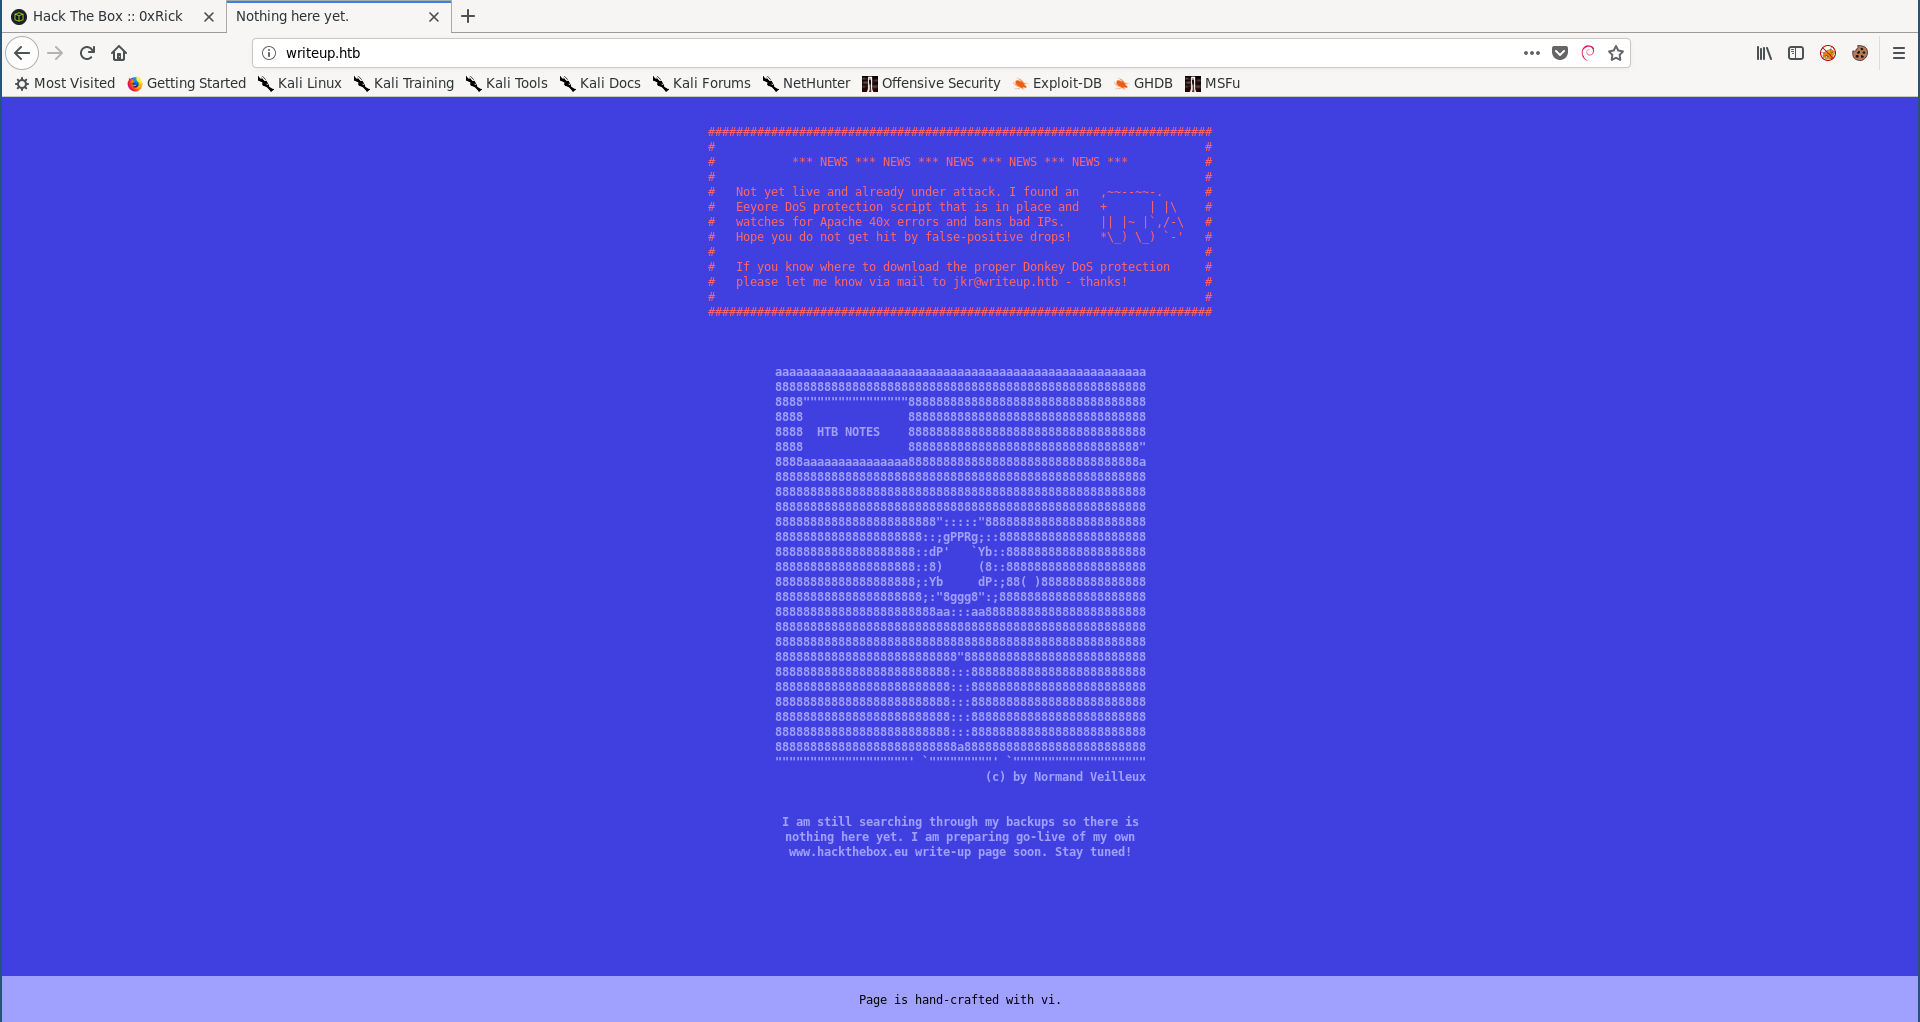 Hack The Box :: 0xRick
Nothing here yet.
writeup.htb
Most Visited Getting Started Kali Linux Kali Training Kali Tools Kali Docs Kali Forums NetHunter Offensive Security Exploit-DB GHDB MSFu
########################################################################
#                                                                      #
#           *** NEWS *** NEWS *** NEWS *** NEWS *** NEWS ***           #
#                                                                      #
#   Not yet live and already under attack. I found an   ,~~--~~-.      #
#   Eeyore DoS protection script that is in place and   +      | |\    #
#   watches for Apache 40x errors and bans bad IPs.     || |~ |`,/-\   #
#   Hope you do not get hit by false-positive drops!    *\_) \_) `-'   #
#                                                                      #
#   If you know where to download the proper Donkey DoS protection     #
#   please let me know via mail to jkr@writeup.htb - thanks!           #
#                                                                      #
########################################################################
HTB NOTES
(c) by Normand Veilleux
I am still searching through my backups so there is
nothing here yet. I am preparing go-live of my own
www.hackthebox.eu write-up page soon. Stay tuned!
Page is hand-crafted with vi.